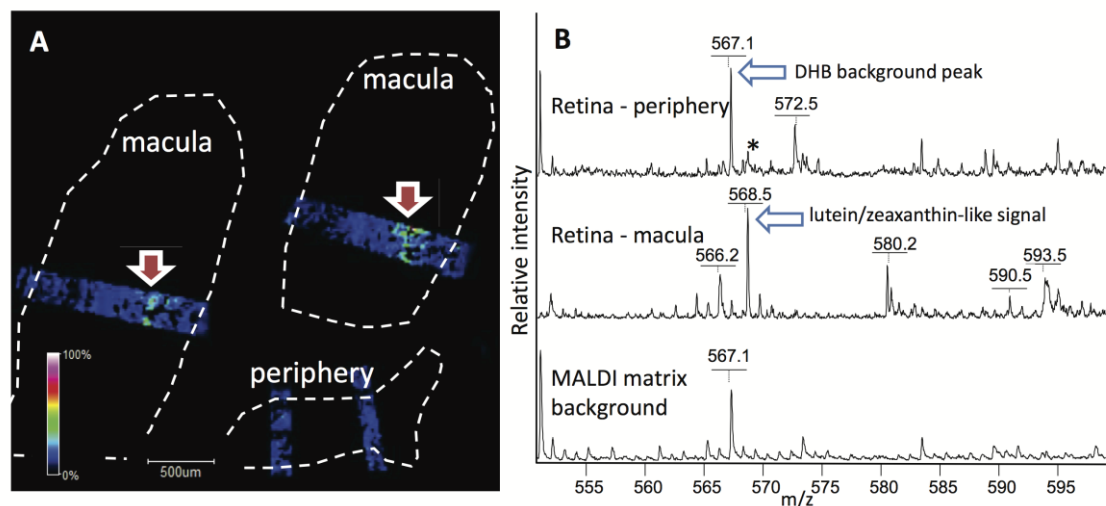 A
macula
macula
periphery
100%
0%
500um
B
Relative intensity
567.1
DHB background peak
Retina - periphery
572.5
*
568.5
lutein/zeaxanthin-like signal
Retina - macula
566.2
580.2
590.5
593.5
MALDI matrix
background
567.1
555 560 565 570 575 580 585 590 595
m/z